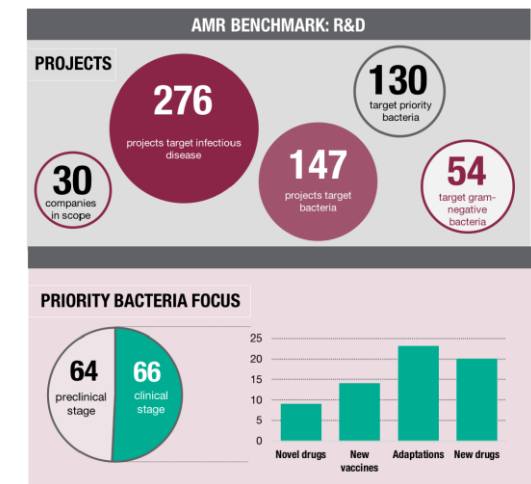 AMR BENCHMARK: R&D
PROJECTS
276
projects target infectious
disease
130
target priority
bacteria
30
companies
in scope
147
projects target
bacteria
54
target gram-
negative
bacteria
PRIORITY BACTERIA FOCUS
64
preclinical
stage
66
clinical
stage
25
20
15
10
5
0
Novel drugs
New
vaccines
Adaptations
New drugs